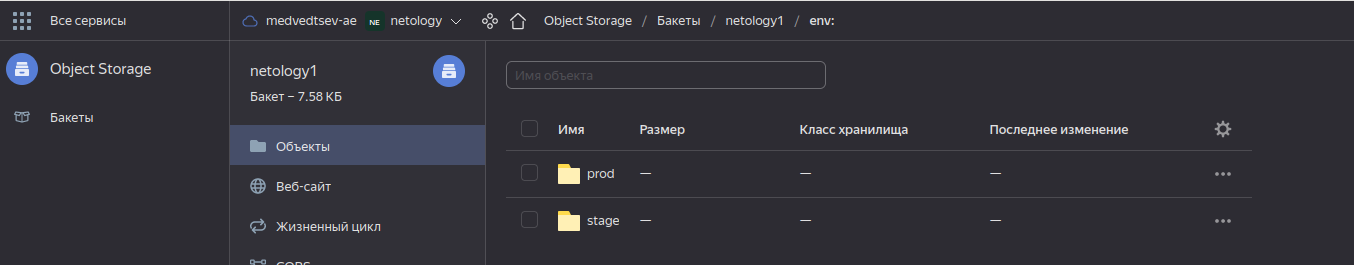 Все сервисы
medvedtsev-ae NE netology
Object Storage / Бакеты / netology1 / env:
Object Storage
Бакеты
netology1
Бакет – 7.58 КБ
Объекты
Веб-сайт
Жизненный цикл
CORS
Имя объекта
Имя Размер Класс хранилища Последнее изменение
prod — — —
stage — — —